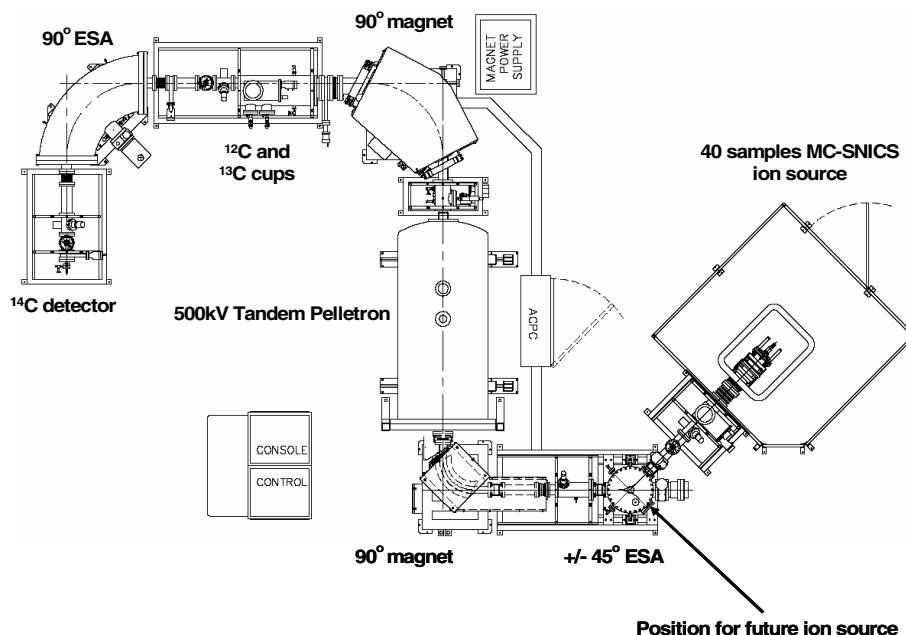 90° ESA
90° magnet
MAGNET
POWER
SUPPLY
¹²C and
¹³C cups
40 samples MC-SNICS
ion source
¹⁴C detector
500kV Tandem Pelletron
ACPC
CONSOLE
CONTROL
90° magnet
+/- 45° ESA
Position for future ion source